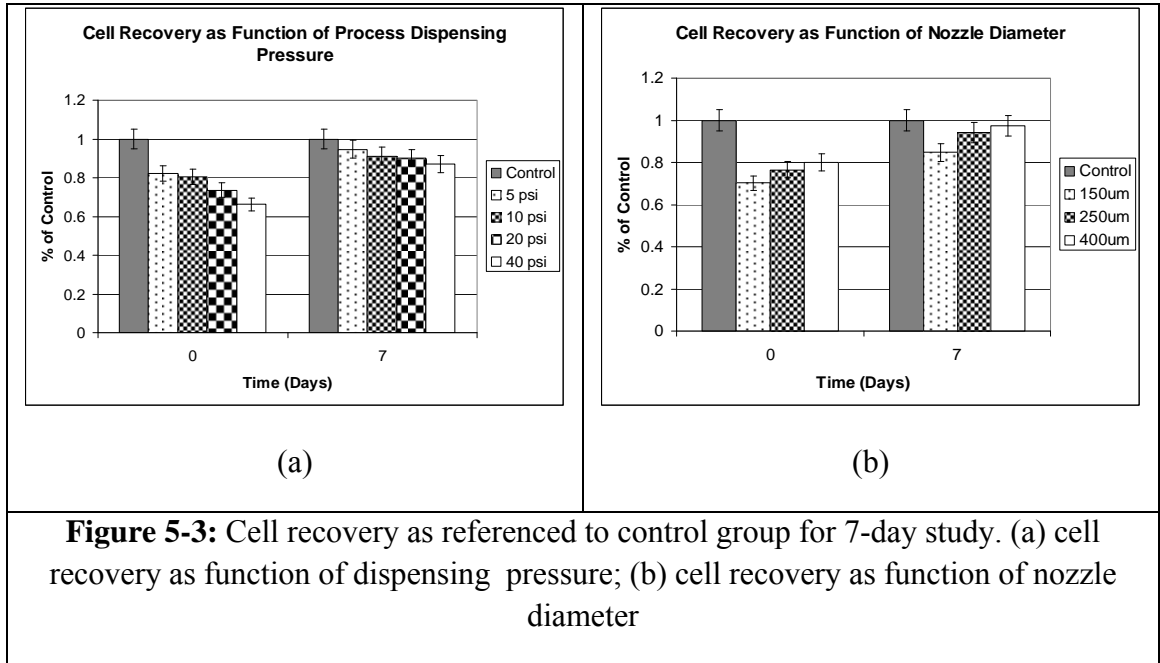 Cell Recovery as Function of Process Dispensing
Pressure
1.2
1
0.8
0.6
0.4
0.2
0
% of Control
0
7
Time (Days)
Control
5 psi
10 psi
20 psi
40 psi
(a)
Cell Recovery as Function of Nozzle Diameter
1.2
1
0.8
0.6
0.4
0.2
0
% of Control
0
7
Time (Days)
Control
150um
250um
400um
(b)
Figure 5-3: Cell recovery as referenced to control group for 7-day study. (a) cell
recovery as function of dispensing pressure; (b) cell recovery as function of nozzle
diameter